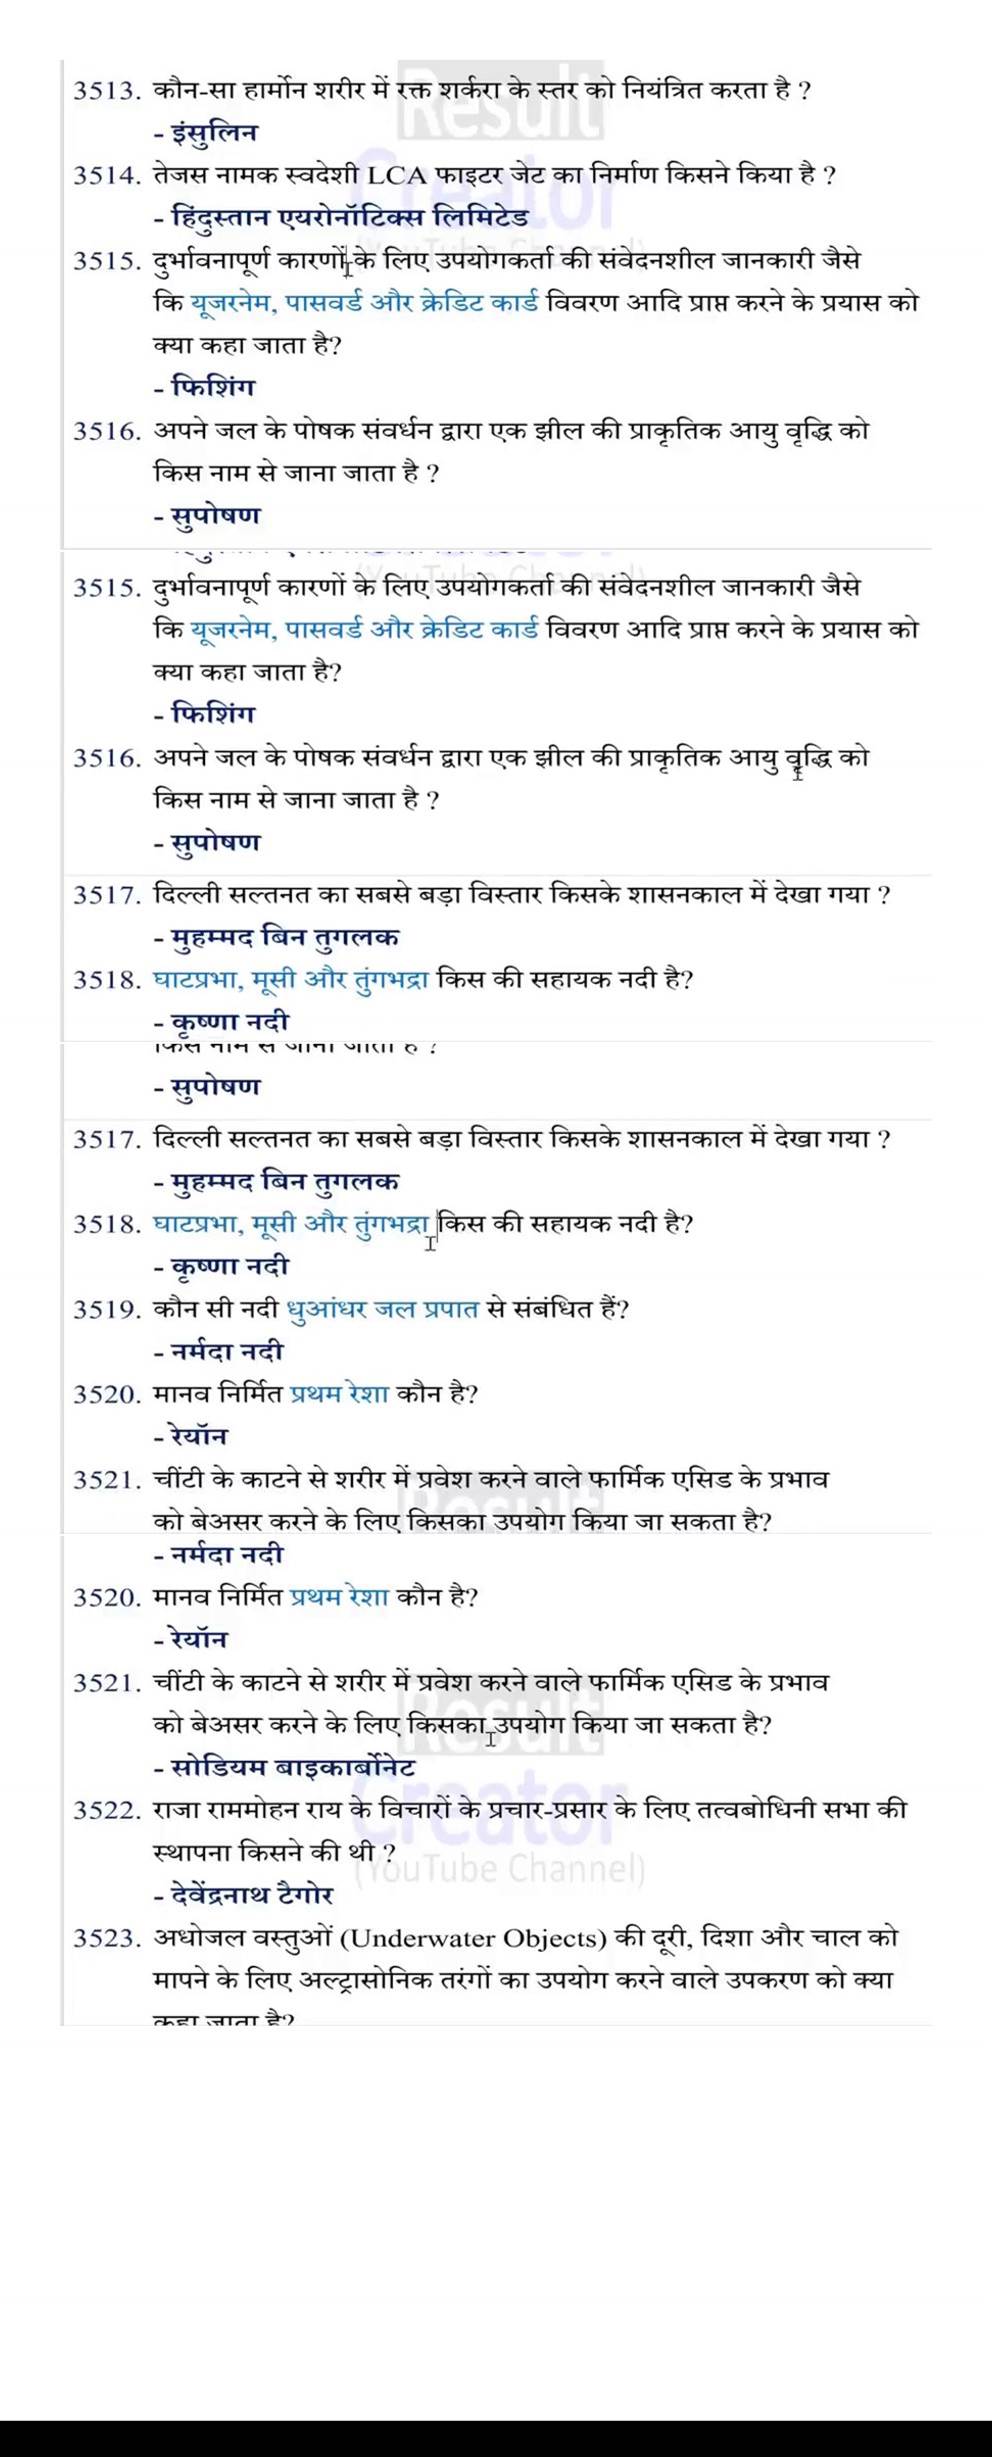 Result
Creator
(YouTube Channel)
3513. कौन-सा हार्मोन शरीर में रक्त शर्करा के स्तर को नियंत्रित करता है ?
- इंसुलिन
3514. तेजस नामक स्वदेशी LCA फाइटर जेट का निर्माण किसने किया है ?
- हिंदुस्तान एयरोनॉटिक्स लिमिटेड
3515. दुर्भावनापूर्ण कारणों के लिए उपयोगकर्ता की संवेदनशील जानकारी जैसे
कि यूजरनेम, पासवर्ड और क्रेडिट कार्ड विवरण आदि प्राप्त करने के प्रयास को
क्या कहा जाता है?
- फिशिंग
3516. अपने जल के पोषक संवर्धन द्वारा एक झील की प्राकृतिक आयु वृद्धि को
किस नाम से जाना जाता है ?
- सुपोषण
3515. दुर्भावनापूर्ण कारणों के लिए उपयोगकर्ता की संवेदनशील जानकारी जैसे
कि यूजरनेम, पासवर्ड और क्रेडिट कार्ड विवरण आदि प्राप्त करने के प्रयास को
क्या कहा जाता है?
- फिशिंग
3516. अपने जल के पोषक संवर्धन द्वारा एक झील की प्राकृतिक आयु वृद्धि को
किस नाम से जाना जाता है ?
- सुपोषण
3517. दिल्ली सल्तनत का सबसे बड़ा विस्तार किसके शासनकाल में देखा गया ?
- मुहम्मद बिन तुगलक
3518. घाटप्रभा, मूसी और तुंगभद्रा किस की सहायक नदी है?
- कृष्णा नदी
किस नाम से जाना जाता है ?
- सुपोषण
3517. दिल्ली सल्तनत का सबसे बड़ा विस्तार किसके शासनकाल में देखा गया ?
- मुहम्मद बिन तुगलक
3518. घाटप्रभा, मूसी और तुंगभद्रा किस की सहायक नदी है?
- कृष्णा नदी
3519. कौन सी नदी धुआंधर जल प्रपात से संबंधित हैं?
- नर्मदा नदी
3520. मानव निर्मित प्रथम रेशा कौन है?
- रेयॉन
3521. चींटी के काटने से शरीर में प्रवेश करने वाले फार्मिक एसिड के प्रभाव
को बेअसर करने के लिए किसका उपयोग किया जा सकता है?
- नर्मदा नदी
3520. मानव निर्मित प्रथम रेशा कौन है?
- रेयॉन
3521. चींटी के काटने से शरीर में प्रवेश करने वाले फार्मिक एसिड के प्रभाव
को बेअसर करने के लिए किसका उपयोग किया जा सकता है?
- सोडियम बाइकार्बोनेट
Result
Creator
(YouTube Channel)
3522. राजा राममोहन राय के विचारों के प्रचार-प्रसार के लिए तत्वबोधिनी सभा की
स्थापना किसने की थी ?
- देवेंद्रनाथ टैगोर
3523. अधोजल वस्तुओं (Underwater Objects) की दूरी, दिशा और चाल को
मापने के लिए अल्ट्रासोनिक तरंगों का उपयोग करने वाले उपकरण को क्या
कहा जाता है?